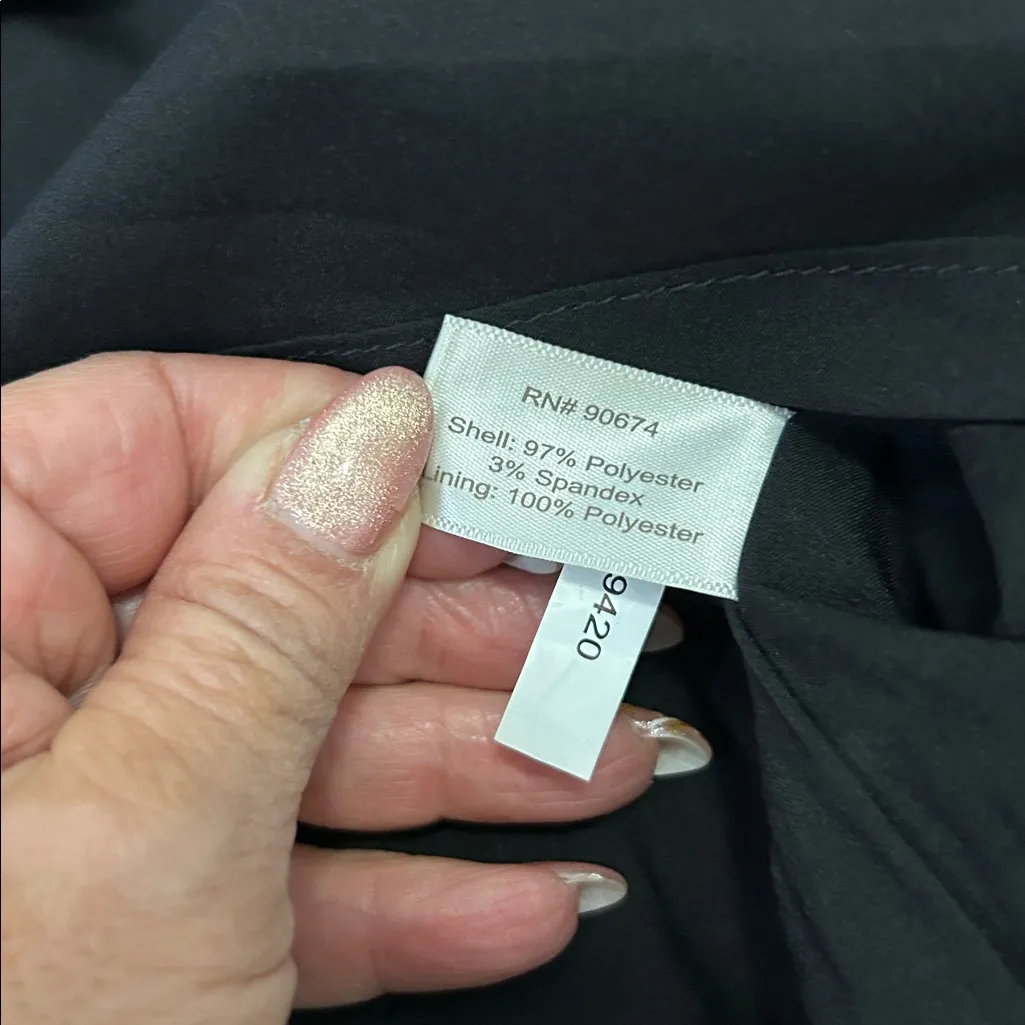 RN# 90674
Shell: 97% Polyester
3% Spandex
Lining: 100% Polyester
9420